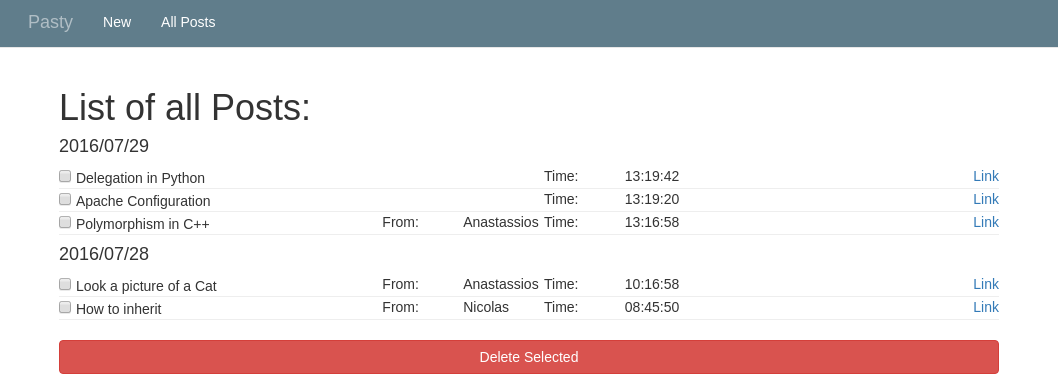 Pasty New All Posts
List of all Posts:
2016/07/29
Delegation in Python Time: 13:19:42 Link
Apache Configuration Time: 13:19:20 Link
Polymorphism in C++ From: Anastassios Time: 13:16:58 Link
2016/07/28
Look a picture of a Cat From: Anastassios Time: 10:16:58 Link
How to inherit From: Nicolas Time: 08:45:50 Link
Delete Selected